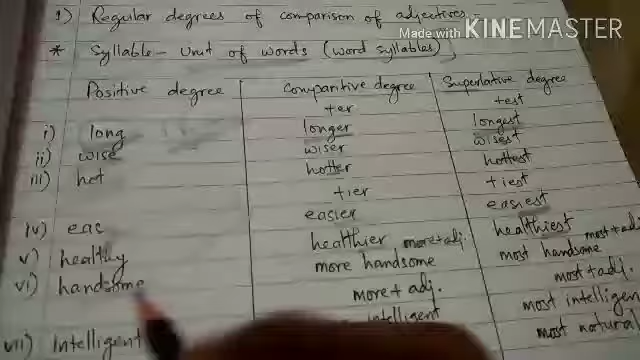 1) Regular degrees of comparison of adjectives -
Made with KINEMASTER
* Syllable - Unit of words (word syllables)
Positive degree Comparitive degree Superlative degree
+er +est
i) long longer longest
ii) wise wiser wisest
iii) hot hotter hottest
+ier +iest
iv) eas easier easiest
v) healthy healthier more+adj. healthiest most+adj
vi) handsome more handsome most handsome
more+ adj. most+adj.
vii) intelligent intelligent most intelligen
most natural